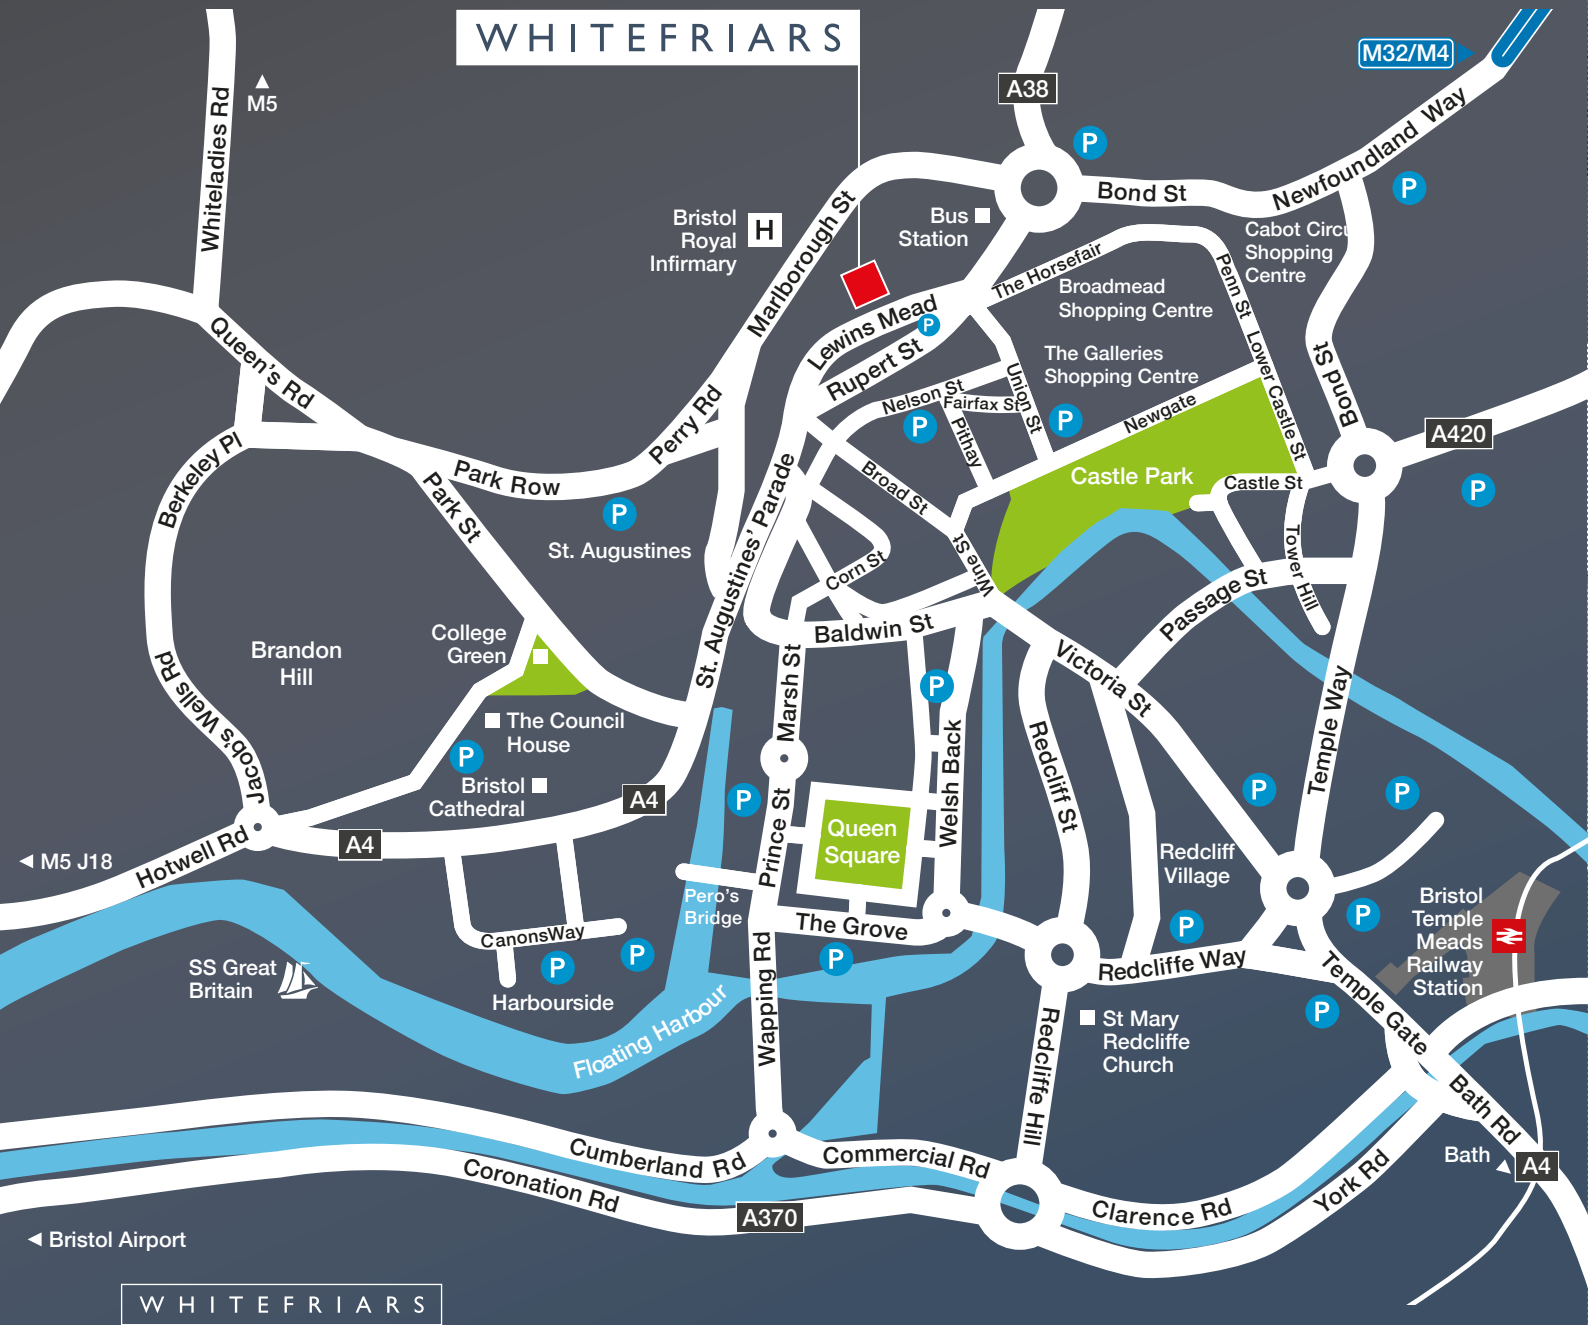 WHITEFRIARS
M32/M4
A38
M5
Whiteladies Rd
P
Bond St
Newfoundland Way
P
Bristol
Royal
Infirmary
H
Marlborough St
Bus
Station
Cabot Circu
Shopping
Centre
The Horsefair
Penn St
Broadmead
Shopping Centre
Lewins Mead
P
Rupert St
The Galleries
Shopping Centre
Queen's Rd
Lower Castle St
Bond St
Union St
Nelson St
Fairfax St
Newgate
P
P
Pithay
A420
Perry Rd
Park Row
Park St
Berkeley Pl
Broad St
Castle Park
Castle St
P
P
St. Augustines
St. Augustines' Parade
Corn St
Wine St
Tower Hill
Passage St
College
Green
Baldwin St
Brandon
Hill
Jacob's Wells Rd
Victoria St
Marsh St
P
Temple Way
The Council
House
P
Bristol
Cathedral
A4
P
Prince St
Welsh Back
Redcliff St
P
P
Queen
Square
A4
Hotwell Rd
M5 J18
Redcliff
Village
Pero's
Bridge
The Grove
P
P
Bristol
Temple
Meads
Railway
Station
CanonsWay
P
P
P
Harbourside
SS Great
Britain
Wapping Rd
Redcliffe Way
Temple Gate
P
Floating Harbour
St Mary
Redcliffe
Church
Redcliffe Hill
Bath Rd
Bath
A4
Cumberland Rd
Commercial Rd
Coronation Rd
A370
Clarence Rd
York Rd
Bristol Airport
WHITEFRIARS